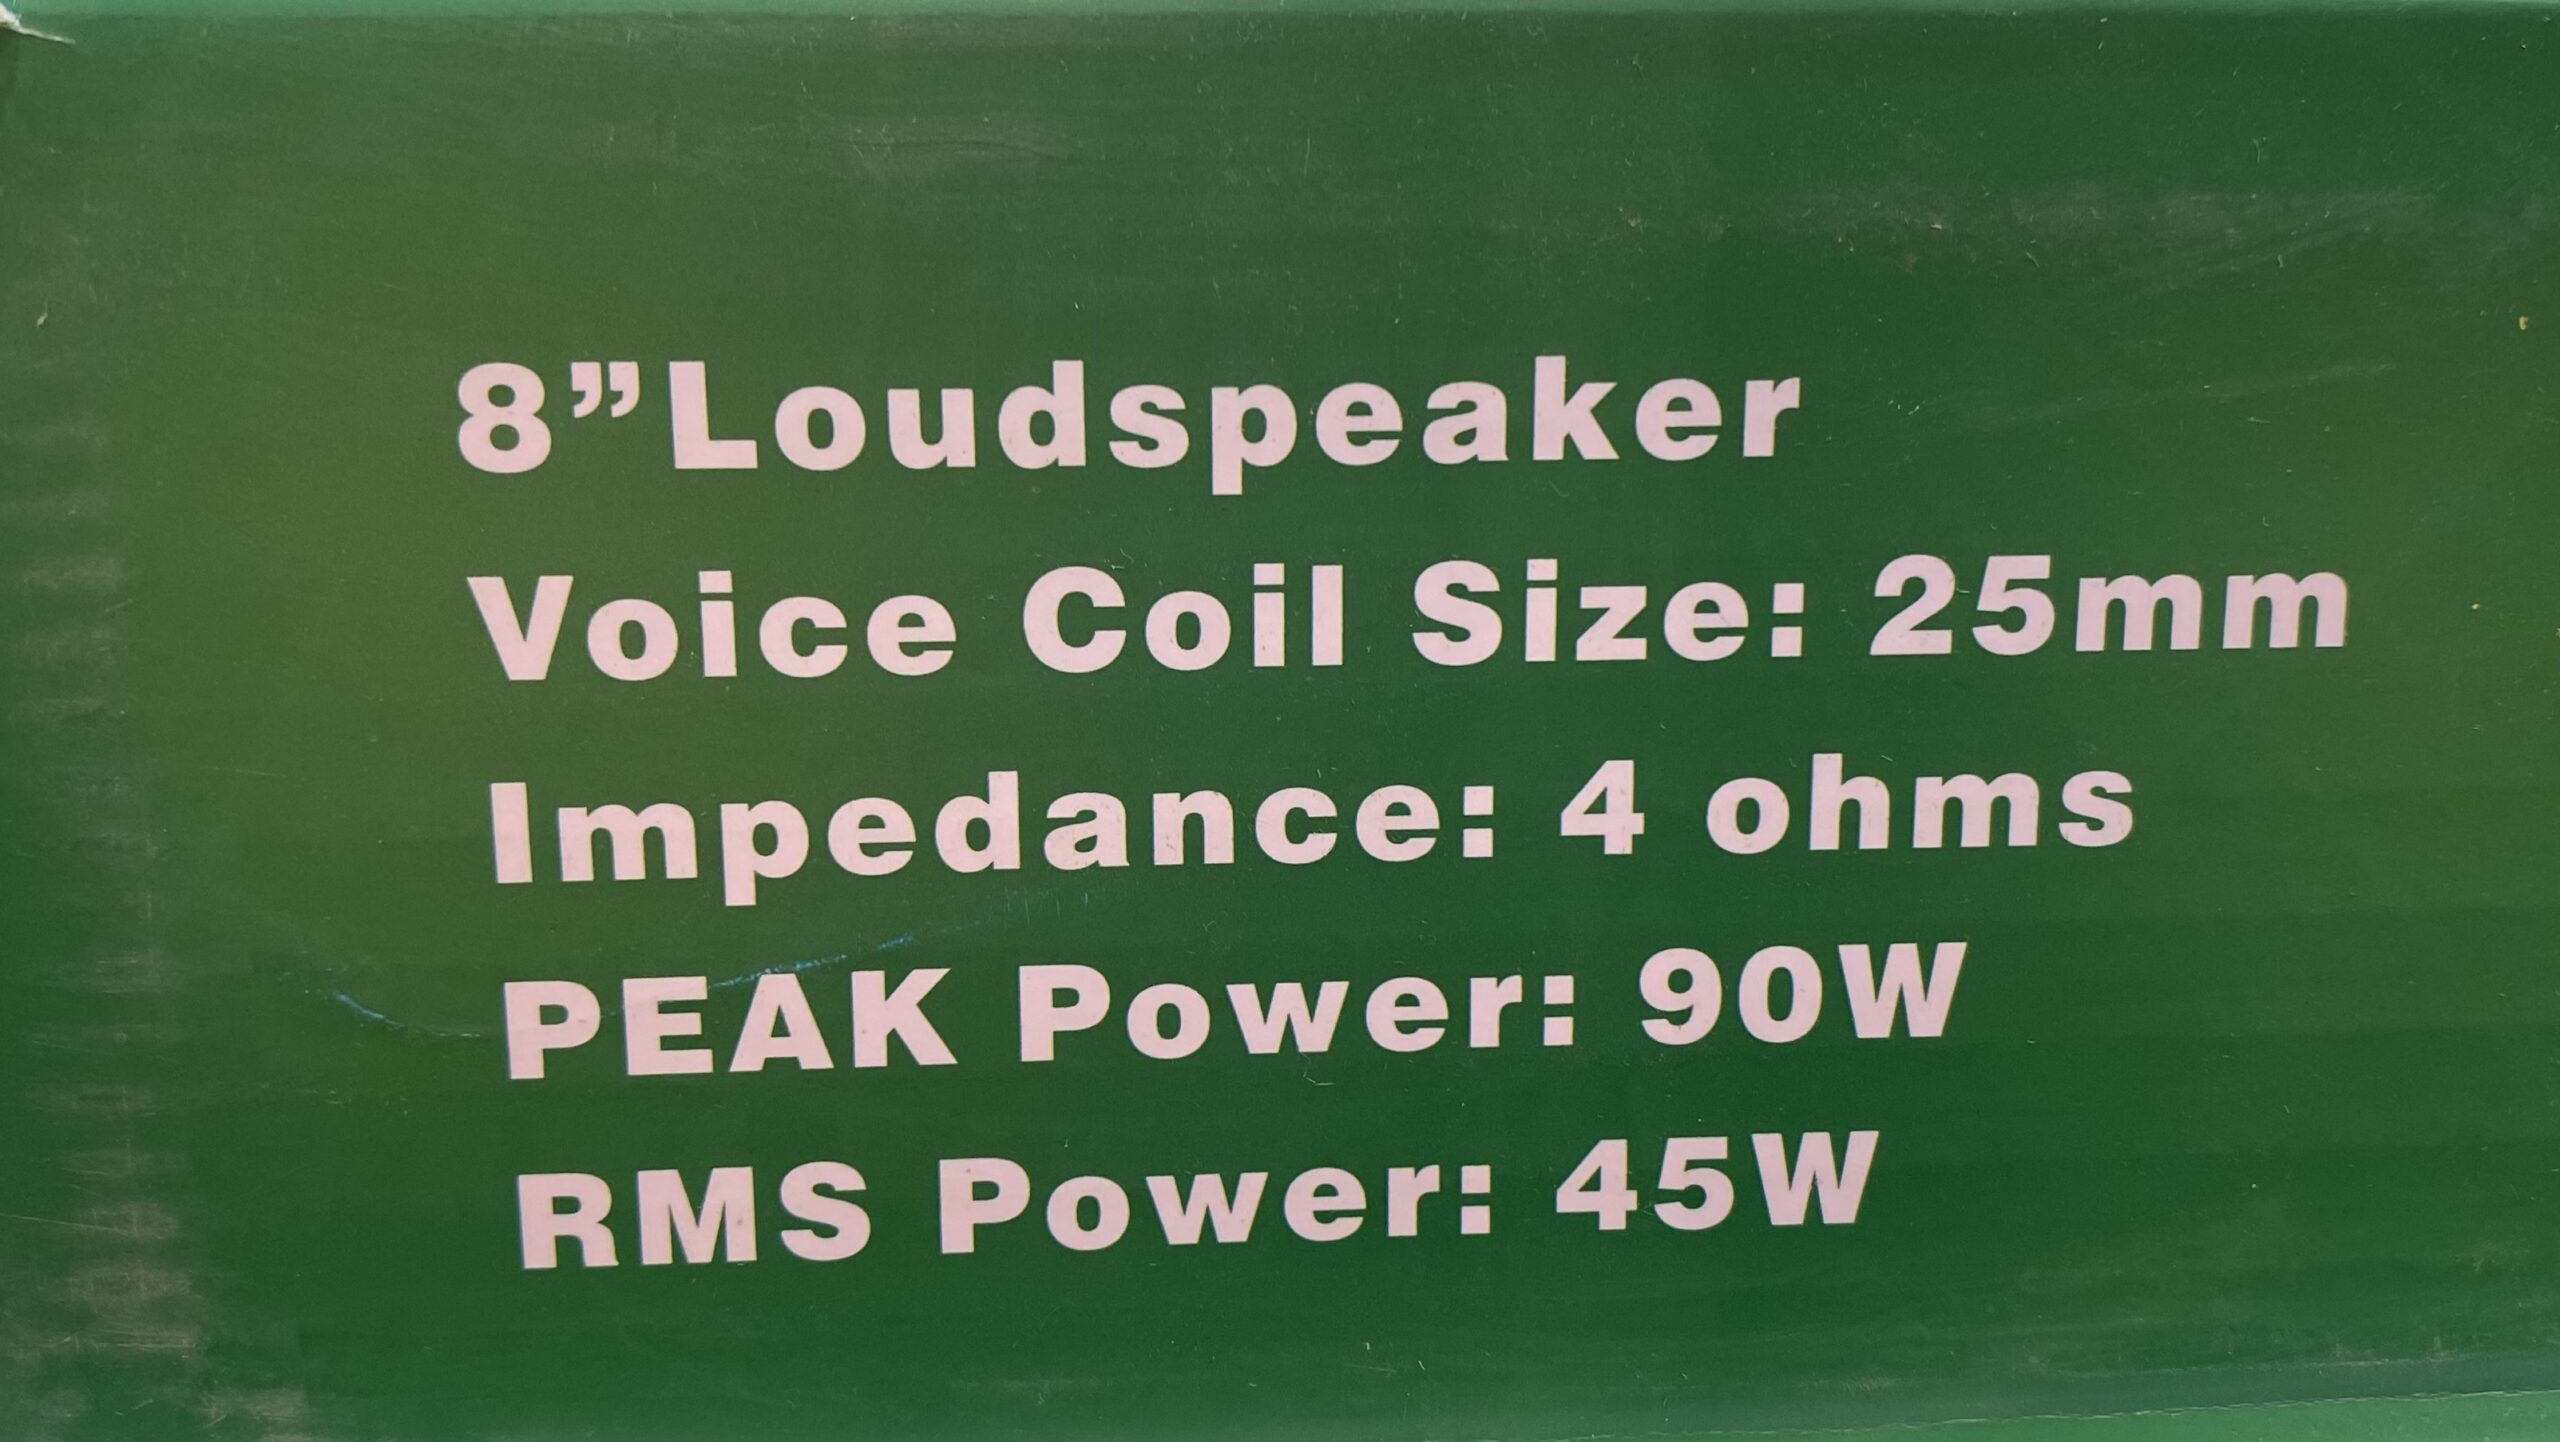 8”Loudspeaker
Voice Coil Size: 25mm
Impedance: 4 ohms
PEAK Power: 90W
RMS Power: 45W